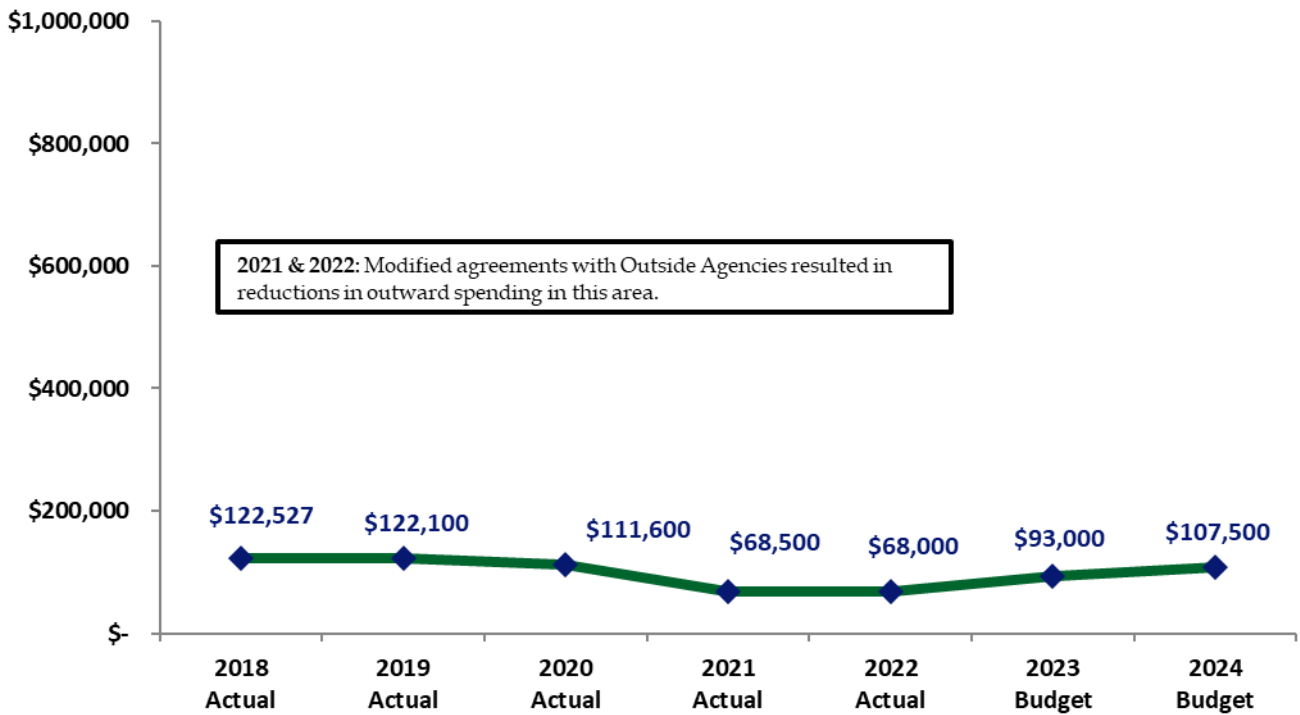 $1,000,000
$800,000
$600,000
$400,000
$200,000
$-
2021 & 2022: Modified agreements with Outside Agencies resulted in
reductions in outward spending in this area.
$122,527
$122,100
$111,600
$68,500
$68,000
$93,000
$107,500
2018
Actual
2019
Actual
2020
Actual
2021
Actual
2022
Actual
2023
Budget
2024
Budget